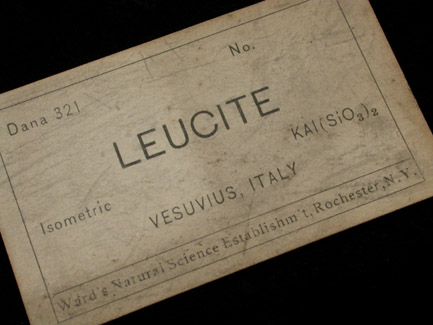 No.
Dana 321
LEUCITE
KAl(SiO₃)₂
Isometric
VESUVIUS, ITALY
Ward's Natural Science Establishm't, Rochester, N.Y.